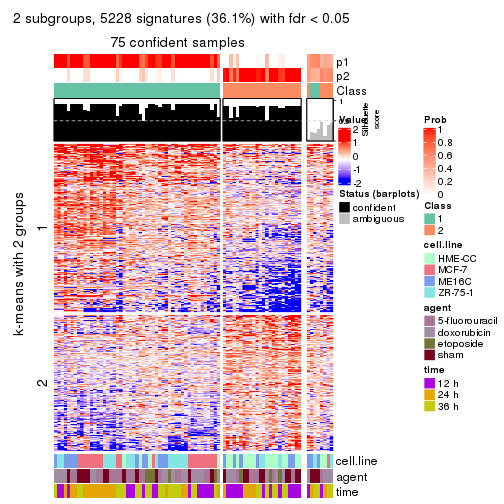 2 subgroups, 5228 signatures (36.1%) with fdr < 0.05
75 confident samples
p1
p2
Class
1
Silhouette
score
k-means with 2 groups
1
2
cell.line
agent
time
Value
2
1
0
-1
-2
Status (barplots)
confident
ambiguous
Prob
1
0.8
0.6
0.4
0.2
0
Class
1
2
cell.line
HME-CC
MCF-7
ME16C
ZR-75-1
agent
5-fluorouracil
doxorubicin
etoposide
sham
time
12 h
24 h
36 h